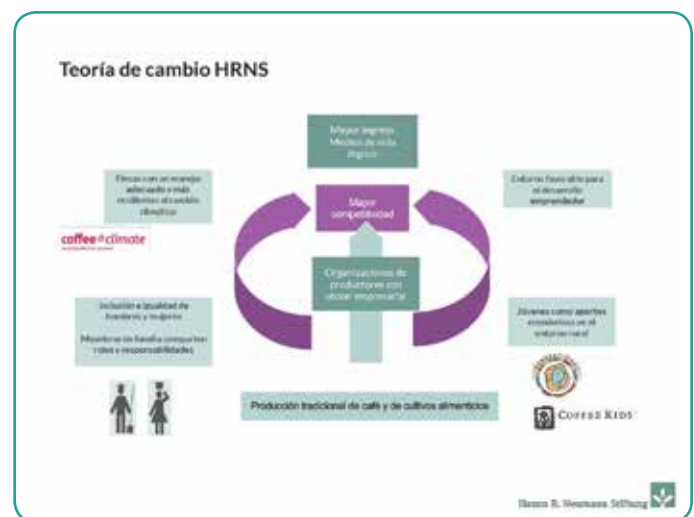 Teoría de cambio HRNS
Mayor ingreso
Medios de vida
digno
Fincas con un manejo
adecuado y más
resilientes al cambio
climático
Mayor
competitividad
Entorno favorable para
el desarrollo
emprendedor
coffee & climate
Organizaciones de
productores con
visión empresarial
Inclusión e igualdad de
hombres y mujeres
Miembros de familia comparten
roles y responsabilidades
Jóvenes como agentes
económicos en el
entorno rural
COFFEE KIDS
Producción tradicional de café y de cultivos alimenticios
Hanns R. Neumann Stiftung